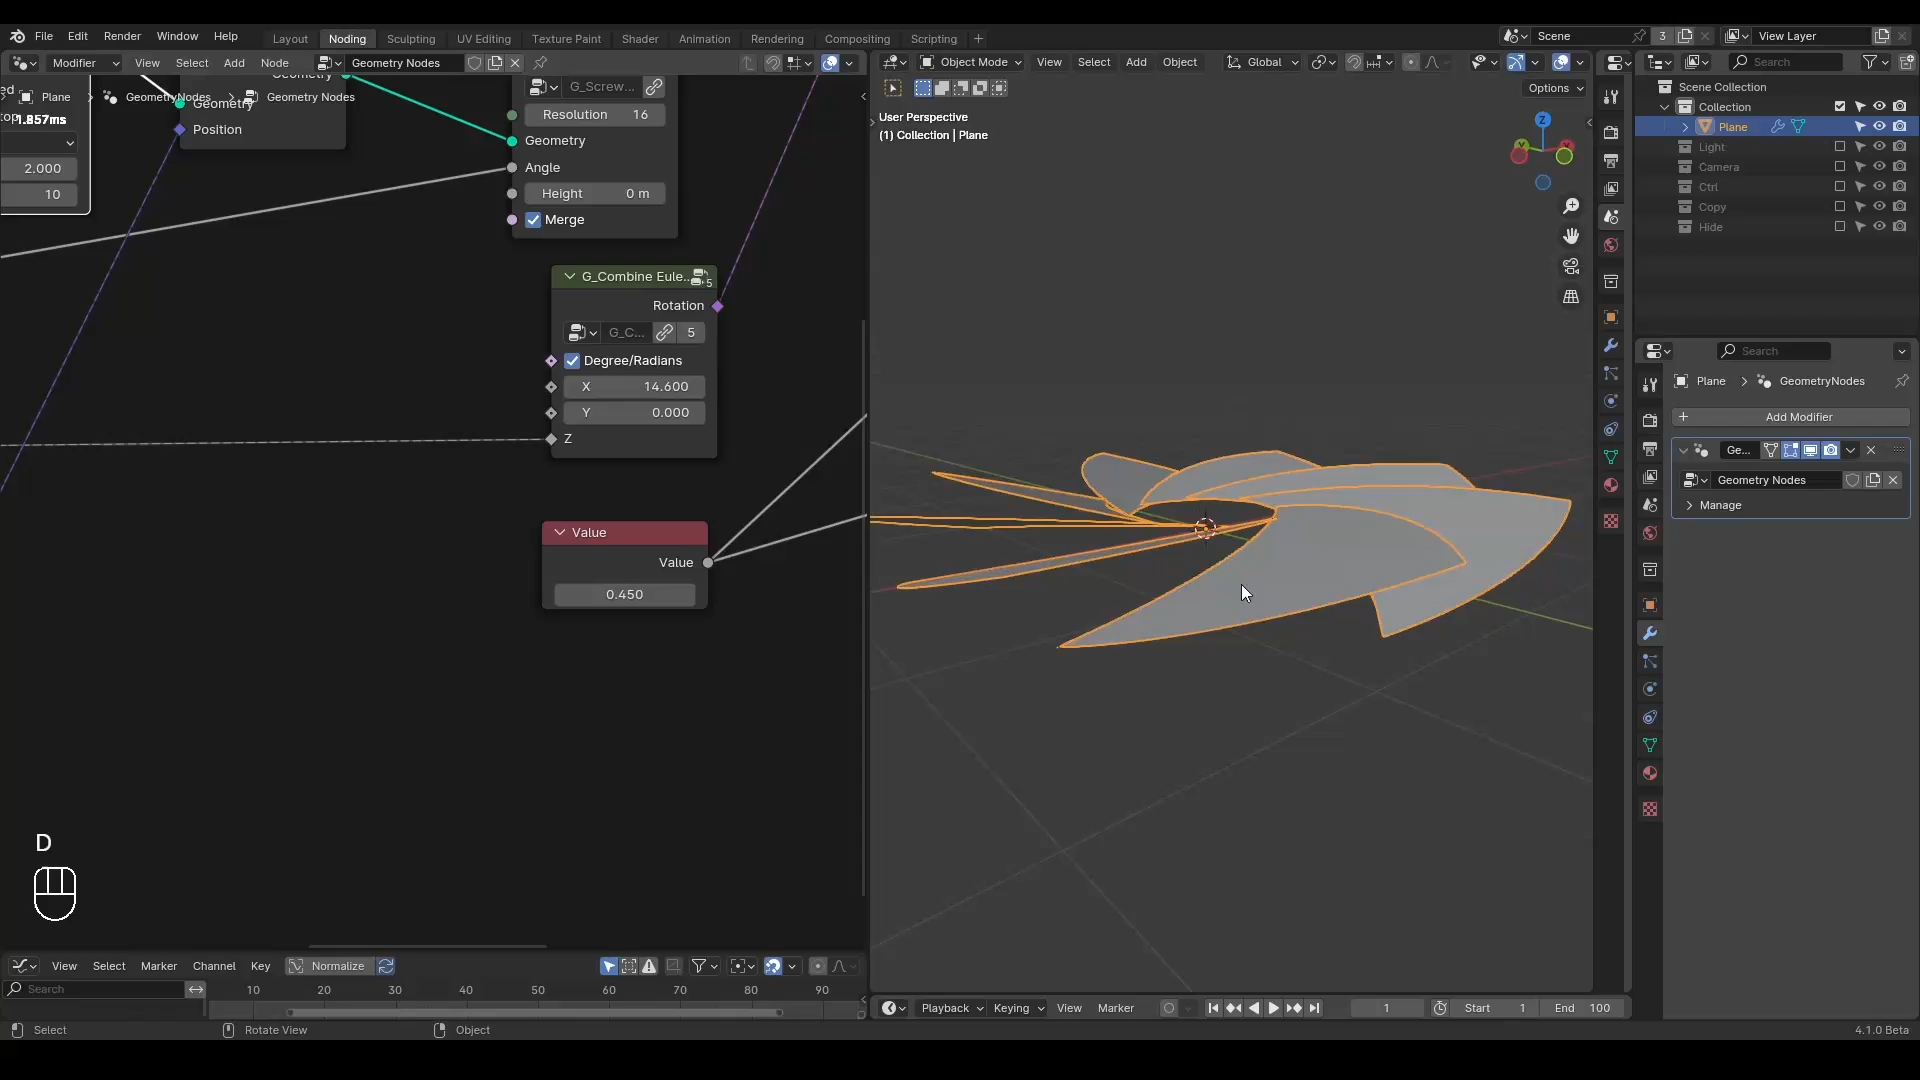 File Edit Render Window Help
Layout Noding Sculpting UV Editing Texture Paint Shader Animation Rendering Compositing Scripting +
Scene 3 View Layer
Modifier View Select Add Node Geometry Nodes
Object Mode View Select Add Object Global
Search
Options
Plane > GeometryNodes > Geometry Nodes
1.857ms
Geometry
Position
2.000
10
G_Screw...
Resolution 16
Geometry
Angle
Height 0 m
Merge
G_Combine Eule.. 5
Rotation
G_C... 5
Degree/Radians
X 14.600
Y 0.000
Z
Value
Value
0.450
D
User Perspective
(1) Collection | Plane
Z
Scene Collection
Collection
Plane
Light
Camera
Ctrl
Copy
Hide
Search
Plane > GeometryNodes
Add Modifier
Ge...
Geometry Nodes
Manage
View Select Marker Channel Key Normalize
Search
10 20 30 40 50 60 70 80 90
Playback Keying View Marker 1 Start 1 End 100
Select Rotate View Object 4.1.0 Beta